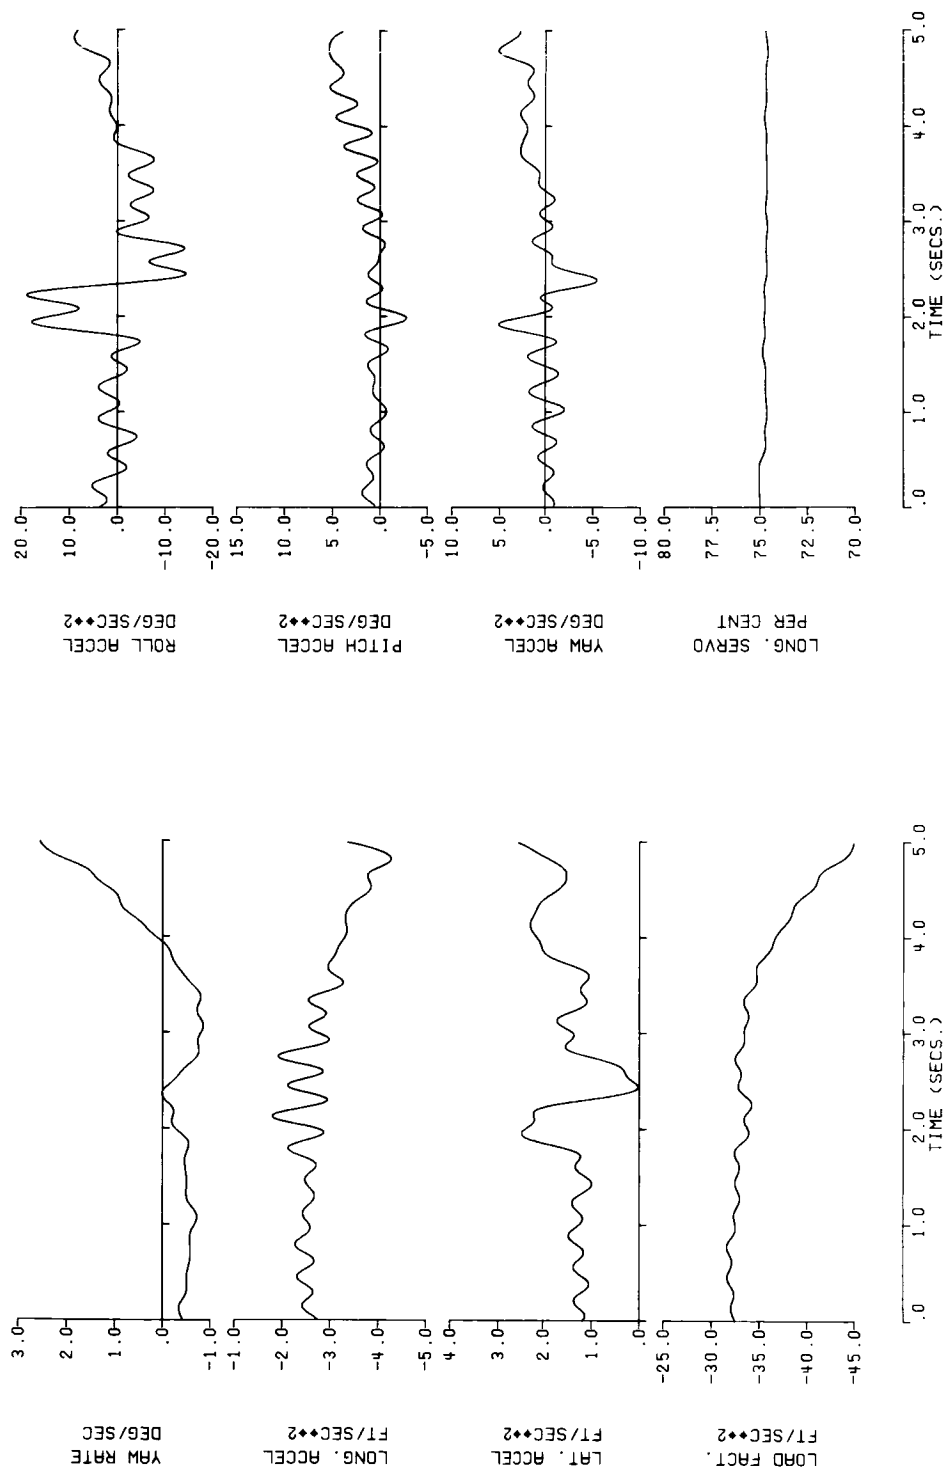 20.0
10.0
.0
-10.0
-20.0
ROLL ACCEL
DEG/SEC**2
15.0
10.0
5.0
.0
-5.0
PITCH ACCEL
DEG/SEC**2
10.0
5.0
.0
-5.0
-10.0
YAW ACCEL
DEG/SEC**2
80.0
77.5
75.0
72.5
70.0
LONG. SERVO
PER CENT
.0 1.0 2.0 3.0 4.0 5.0
TIME (SECS.)
3.0
2.0
1.0
.0
-1.0
YAW RATE
DEG/SEC
-1.0
-2.0
-3.0
-4.0
-5.0
LONG. ACCEL
FT/SEC**2
4.0
3.0
2.0
1.0
LAT. ACCEL
FT/SEC**2
-25.0
-30.0
-35.0
-40.0
-45.0
LOAD FACT.
FT/SEC**2
.0 1.0 2.0 3.0 4.0 5.0
TIME (SECS.)